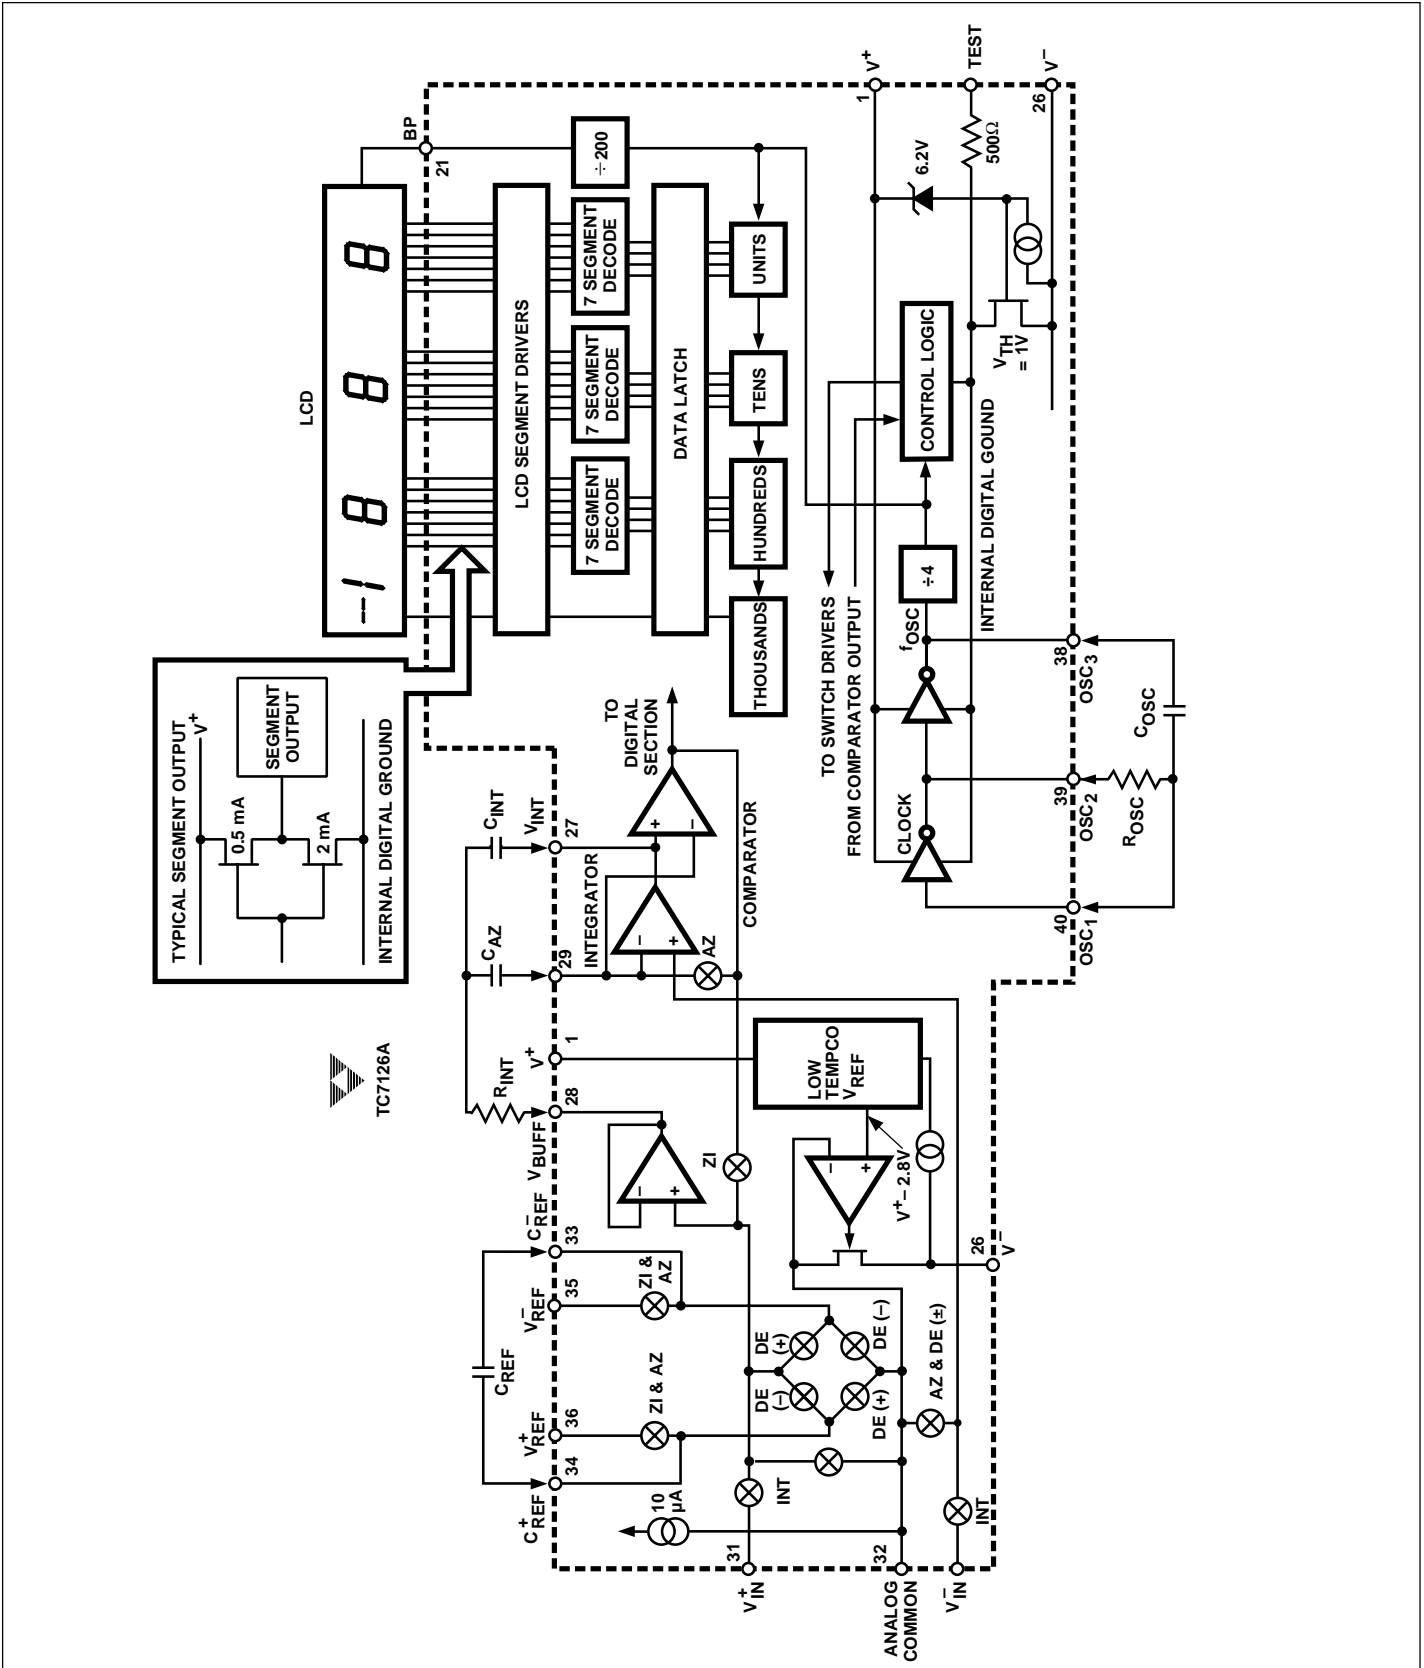 TYPICAL SEGMENT OUTPUT
V+
0.5 mA
2 mA
SEGMENT
OUTPUT
INTERNAL DIGITAL GROUND
LCD
-1 8 8 8
BP
21
LCD SEGMENT DRIVERS
7 SEGMENT
DECODE
7 SEGMENT
DECODE
7 SEGMENT
DECODE
÷200
DATA LATCH
THOUSANDS
HUNDREDS
TENS
UNITS
TC7126A
C+REF
34
V+REF
36
CREF
V–REF
35
C–REF
33
VBUFF
28
RINT
V+
1
CAZ
29
CINT
VINT
27
INTEGRATOR
TO
DIGITAL
SECTION
COMPARATOR
10
µA
ZI & AZ
ZI &
AZ
ZI
AZ
– +
– +
+ –
INT
DE
(–)
DE
(+)
DE (+)
DE (–)
AZ & DE (±)
INT
LOW
TEMPCO
VREF
– +
V+ – 2.8V
31
V+IN
32
ANALOG
COMMON
V–IN
26
V–
TO SWITCH DRIVERS
FROM COMPARATOR OUTPUT
CLOCK
fOSC
÷4
CONTROL LOGIC
INTERNAL DIGITAL GOUND
VTH
= 1V
6.2V
500Ω
1
V+
TEST
26
V–
40
OSC1
39
OSC2
38
OSC3
ROSC
COSC